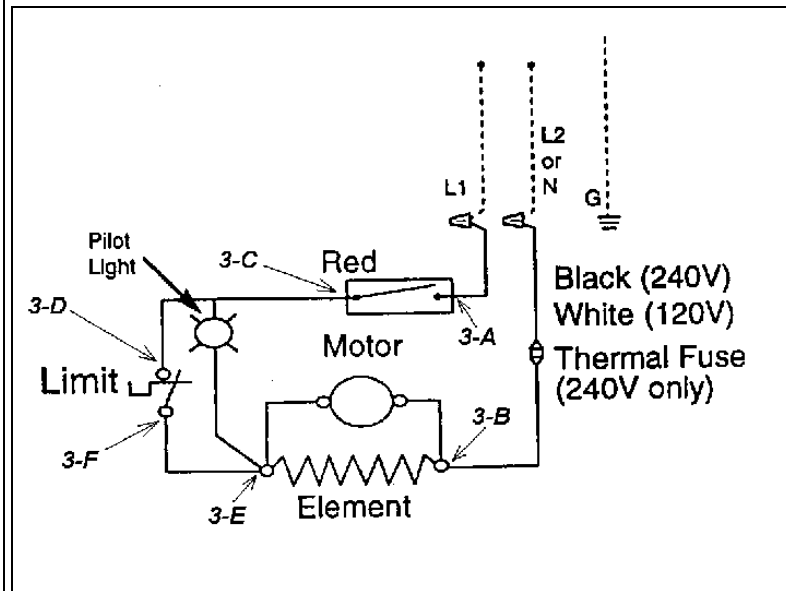 L2
or
N
L1
G
Pilot
Light
3-C
Red
Black (240V)
White (120V)
3-D
3-A
Motor
Thermal Fuse
(240V only)
Limit
3-B
3-F
3-E
Element